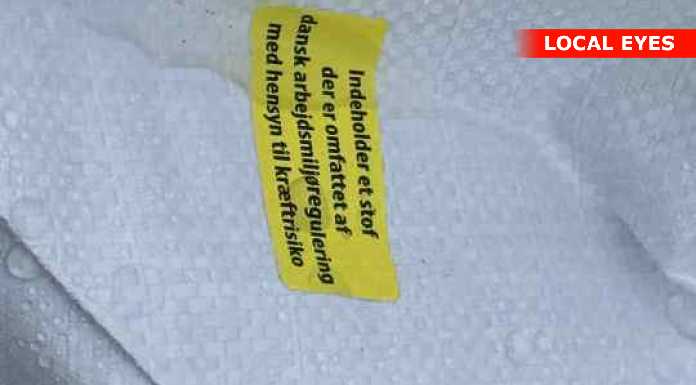 LOCAL EYES
Indeholder et stof
der er omfattet af
dansk arbejdsmiljøregulering
med hensyn til kræftrisiko